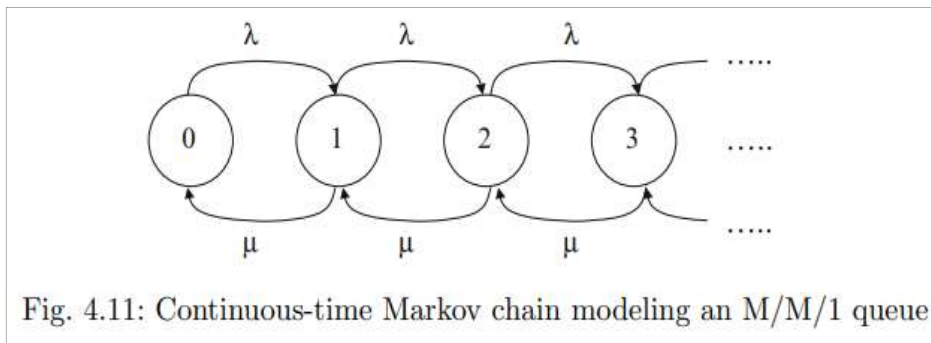 λ λ λ
.....
0 1 2 3 .....
.....
μ μ μ
Fig. 4.11: Continuous-time Markov chain modeling an M/M/1 queue